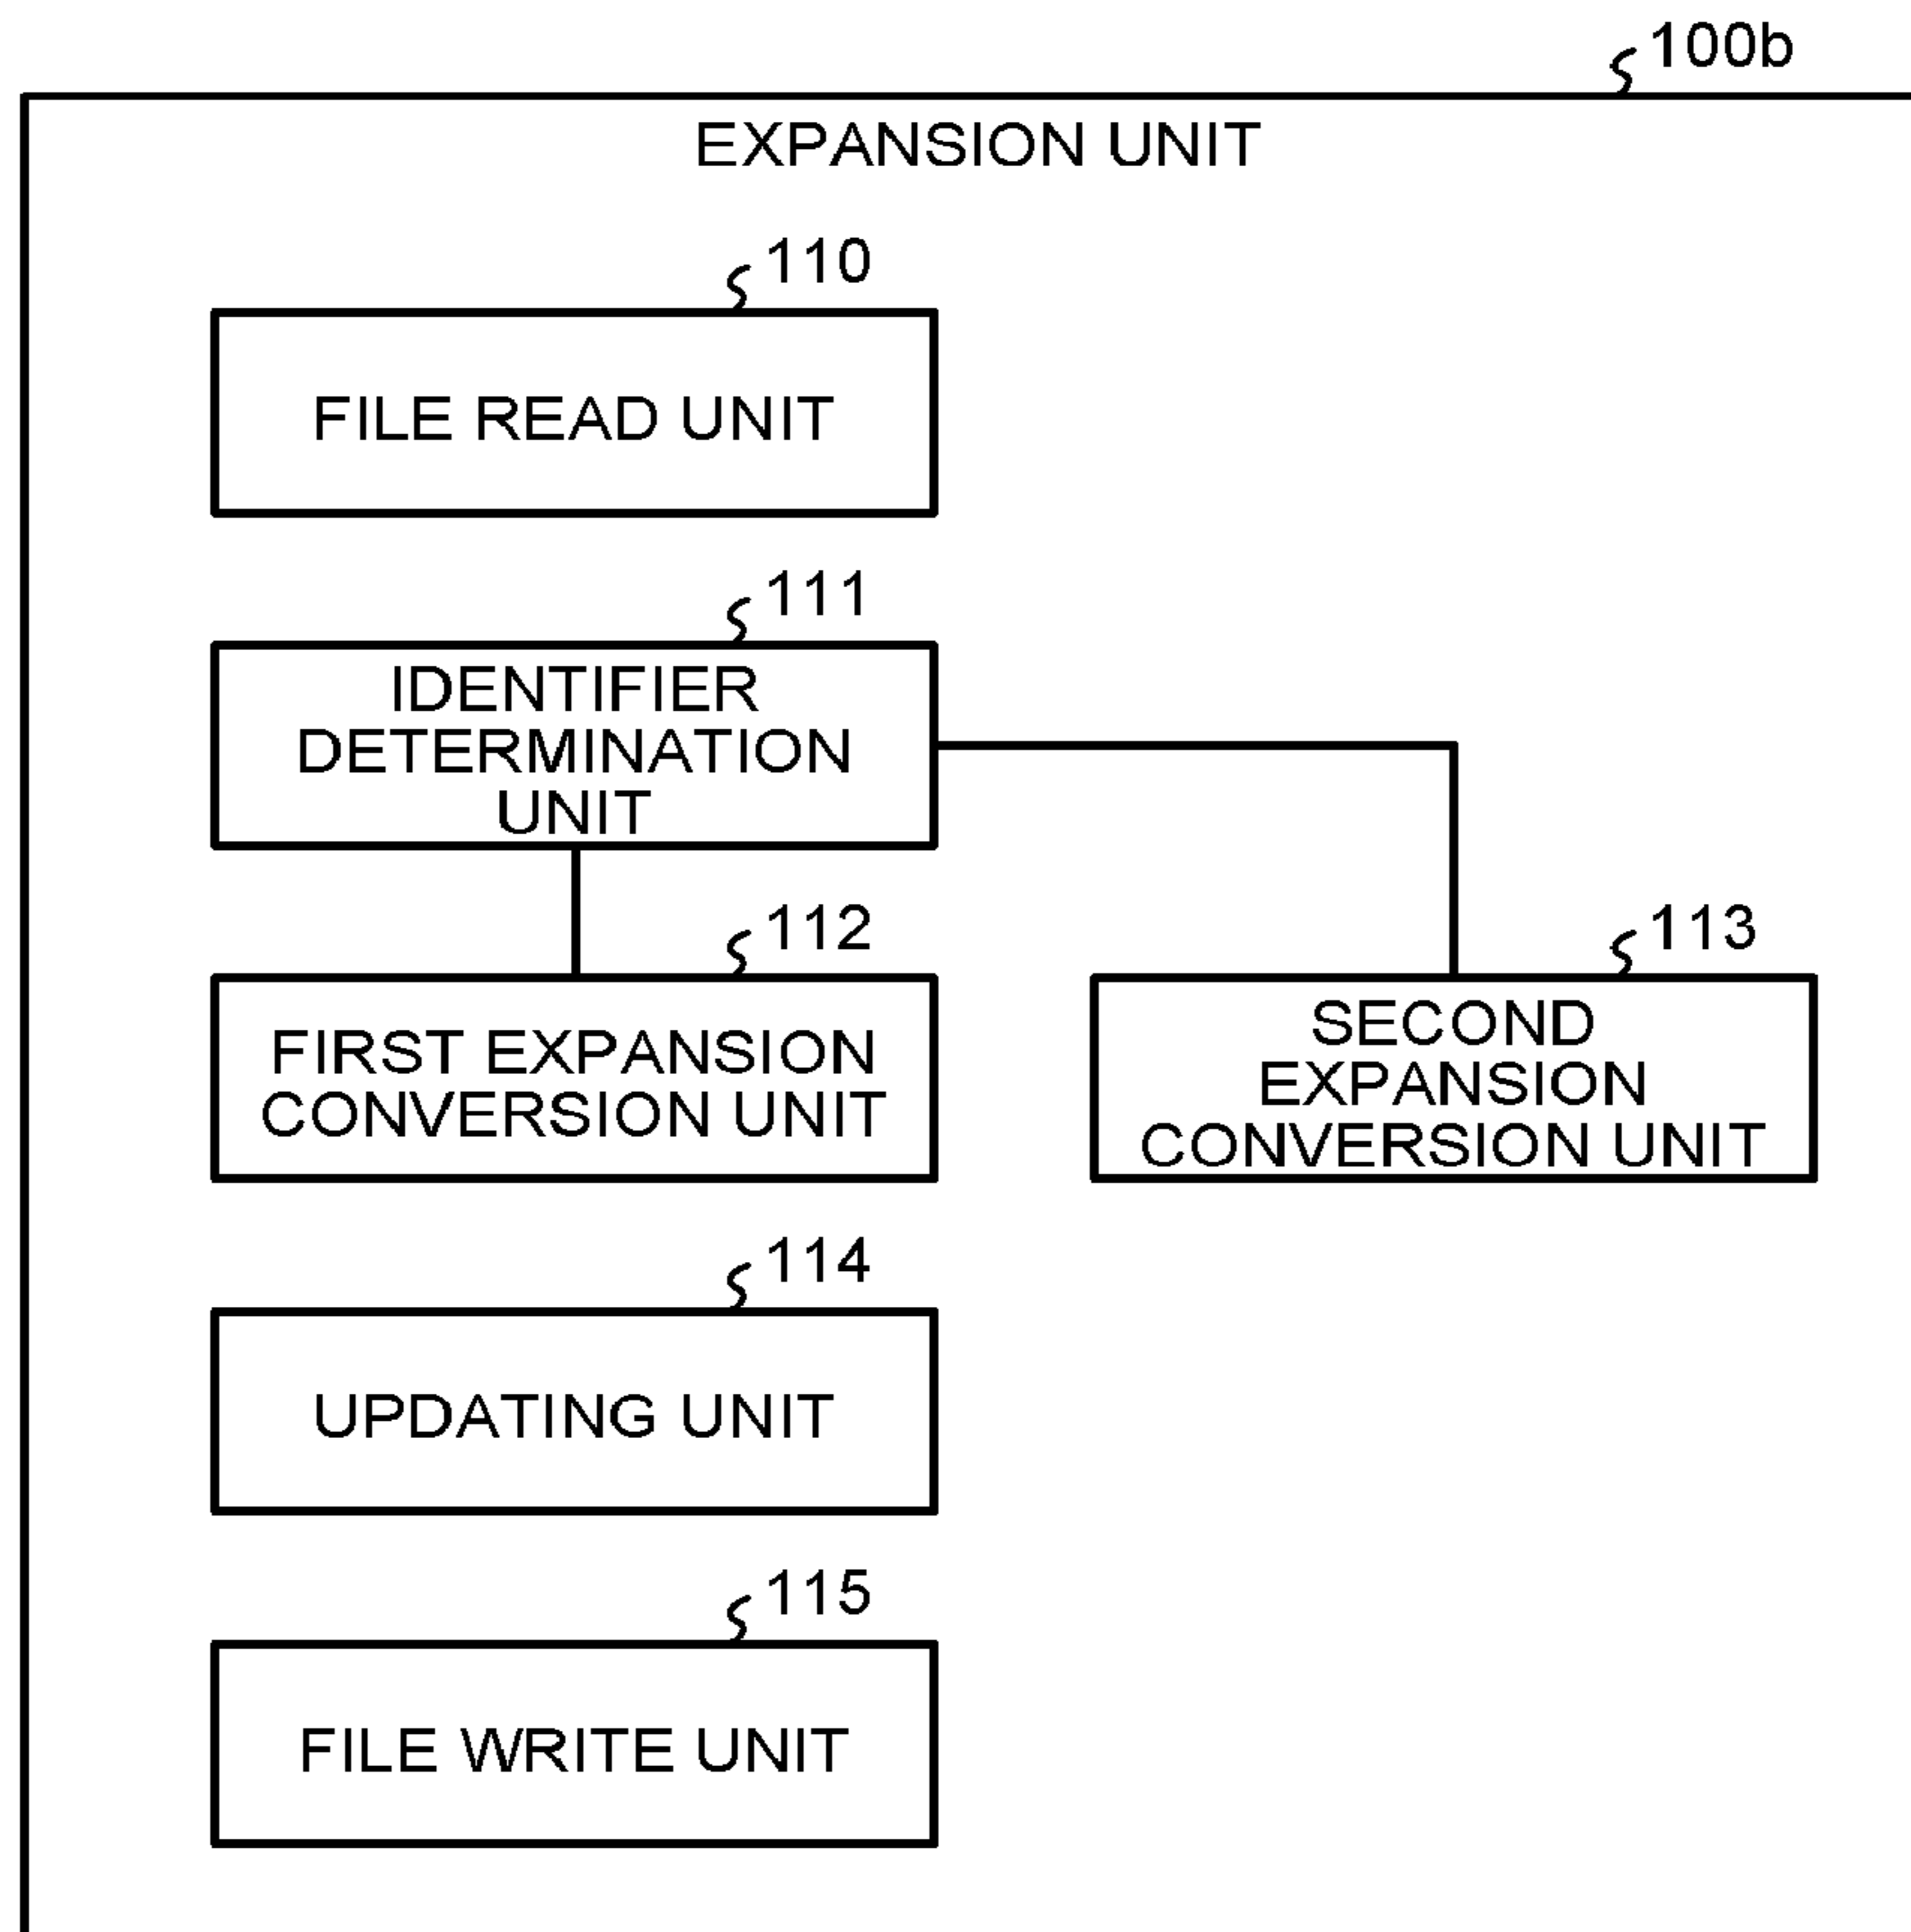 100b
EXPANSION UNIT
110
FILE READ UNIT
111
IDENTIFIER
DETERMINATION
UNIT
112
FIRST EXPANSION
CONVERSION UNIT
113
SECOND
EXPANSION
CONVERSION UNIT
114
UPDATING UNIT
115
FILE WRITE UNIT